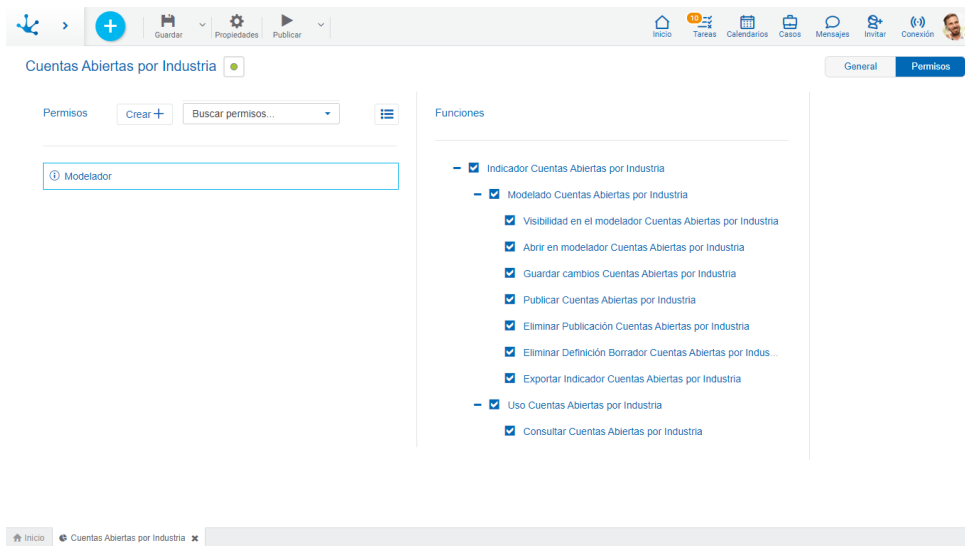 Guardar
Propiedades
Publicar
Inicio
10
Tareas
Calendarios
Casos
Mensajes
Invitar
Conexión
Cuentas Abiertas por Industria
General
Permisos
Permisos
Crear
Buscar permisos...
Funciones
Modelador
Indicador Cuentas Abiertas por Industria
Modelado Cuentas Abiertas por Industria
Visibilidad en el modelador Cuentas Abiertas por Industria
Abrir en modelador Cuentas Abiertas por Industria
Guardar cambios Cuentas Abiertas por Industria
Publicar Cuentas Abiertas por Industria
Eliminar Publicación Cuentas Abiertas por Industria
Eliminar Definición Borrador Cuentas Abiertas por Indus...
Exportar Indicador Cuentas Abiertas por Industria
Uso Cuentas Abiertas por Industria
Consultar Cuentas Abiertas por Industria
Inicio
Cuentas Abiertas por Industria